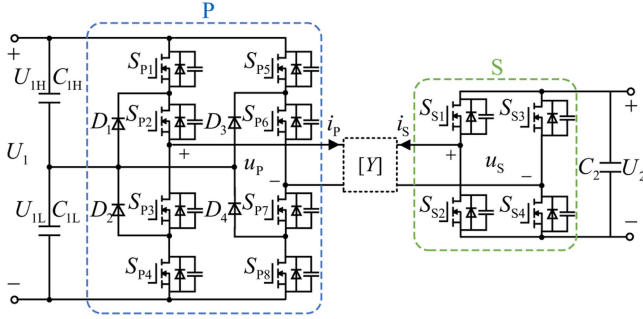 P
+
U1H
C1H
SP1
SP5
S
D1
SP2
D3
SP6
iP
iS
SS1
SS3
+
U1
+
uP
[Y]
+
uS
C2
U2
−
−
U1L
C1L
D2
SP3
D4
SP7
SS2
SS4
−
SP4
SP8
−